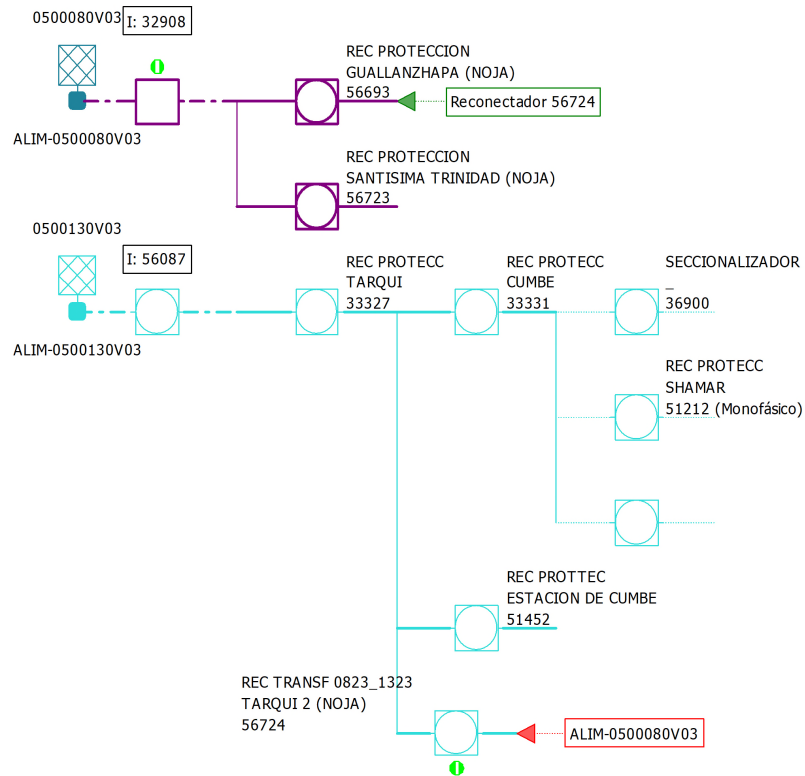 0500080V03
I: 32908
0
REC PROTECCION
GUALLANZHAPA (NOJA)
56693
Reconectador 56724
ALIM-0500080V03
REC PROTECCION
SANTISIMA TRINIDAD (NOJA)
56723
0500130V03
I: 56087
REC PROTECC
TARQUI
33327
REC PROTECC
CUMBE
33331
SECCIONALIZADOR
_
36900
ALIM-0500130V03
REC PROTECC
SHAMAR
51212 (Monofásico)
REC PROTTEC
ESTACION DE CUMBE
51452
REC TRANSF 0823_1323
TARQUI 2 (NOJA)
56724
ALIM-0500080V03
0